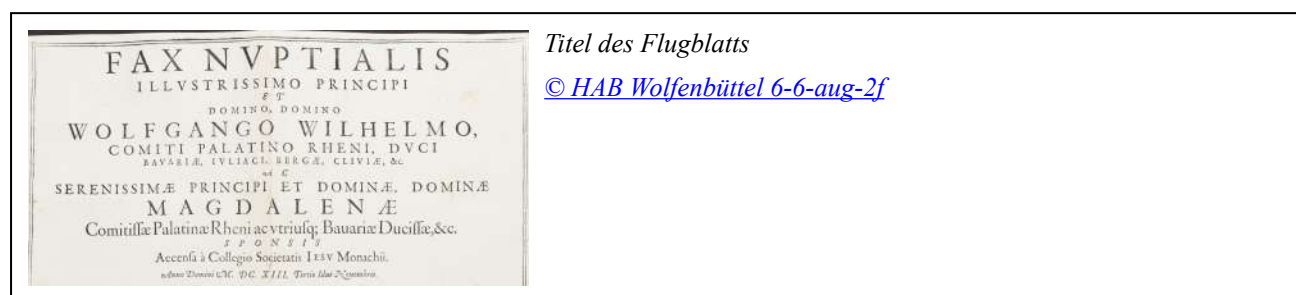 FAX NVPTIALIS
ILLVSTRISSIMO PRINCIPI
ET
DOMINO, DOMINO
WOLFGANGO WILHELMO,
COMITI PALATINO RHENI, DVCI
BAVARIÆ, IVLIACI, BERGÆ, CLIVIÆ, &c.
AC
SERENISSIMÆ PRINCIPI ET DOMINÆ, DOMINÆ
MAGDALENÆ
Comitiſſæ Palatinæ Rheni ac vtriuſq; Bauariæ Duciſſæ, &c.
SPONSIS
Accenſa à Collegio Societatis IESV Monachii.
Anno Domini M. DC. XIII. Tertio Idus Nouembris.
Titel des Flugblatts
© HAB Wolfenbüttel 6-6-aug-2f